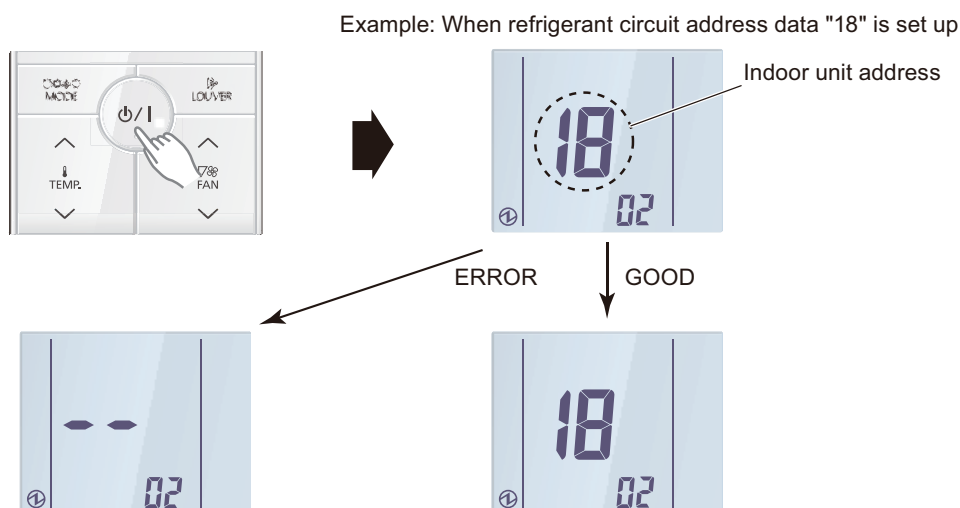 Example: When refrigerant circuit address data "18" is set up
MODE
LOUVER
⏻/I
TEMP.
FAN
Indoor unit address
18
02
ERROR
GOOD
--
02
18
02